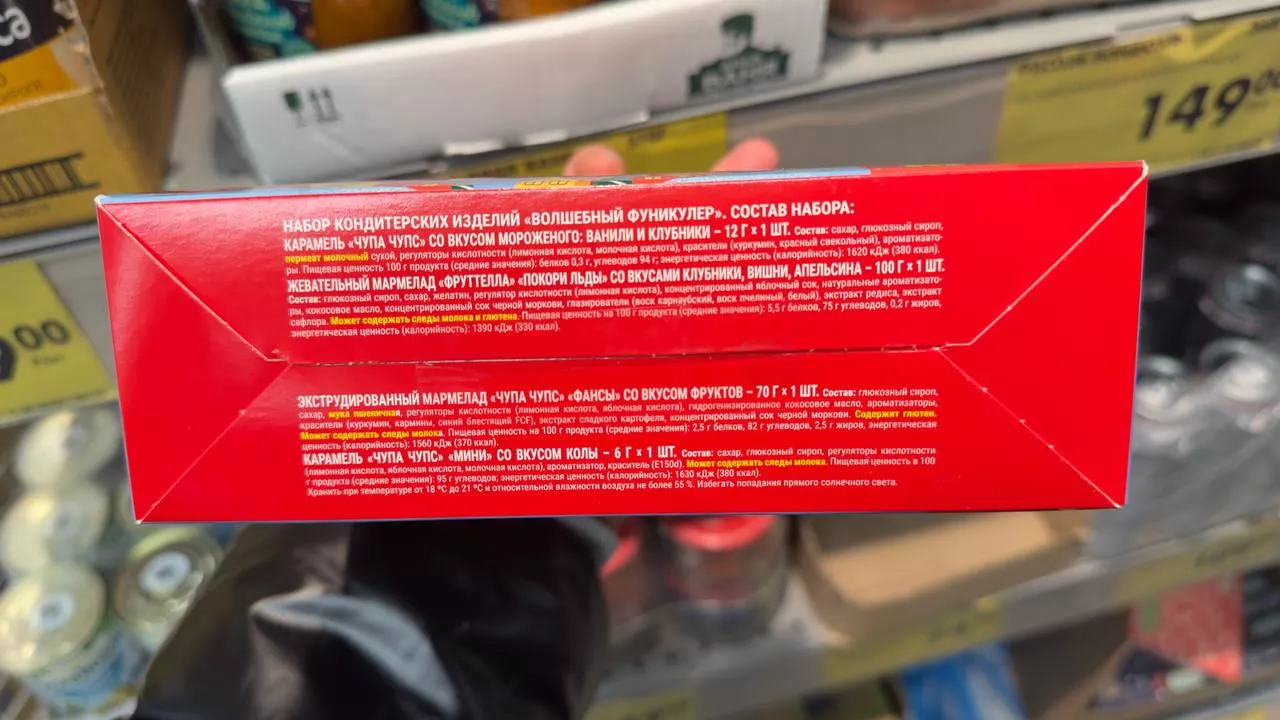 149⁰⁰
00
НАБОР КОНДИТЕРСКИХ ИЗДЕЛИЙ «ВОЛШЕБНЫЙ ФУНИКУЛЕР». СОСТАВ НАБОРА:
КАРАМЕЛЬ «ЧУПА ЧУПС» СО ВКУСОМ МОРОЖЕНОГО: ВАНИЛИ И КЛУБНИКИ – 12 Г × 1 ШТ. Состав: сахар, глюкозный сироп,
пермеат молочный сухой, регуляторы кислотности (лимонная кислота, молочная кислота), красители (куркумин, красный свекольный), ароматизато-
ры. Пищевая ценность 100 г продукта (средние значения): белков 0,3 г, углеводов 94 г; энергетическая ценность (калорийность): 1620 кДж (380 ккал).
ЖЕВАТЕЛЬНЫЙ МАРМЕЛАД «ФРУТТЕЛЛА» «ПОКОРИ ЛЬДЫ» СО ВКУСАМИ КЛУБНИКИ, ВИШНИ, АПЕЛЬСИНА – 100 Г × 1 ШТ.
Состав: глюкозный сироп, сахар, желатин, регулятор кислотности (лимонная кислота), концентрированный яблочный сок, натуральные ароматизато-
ры, кокосовое масло, концентрированный сок черной моркови, глазирователи (воск карнаубский, воск пчелиный, белый), экстракт редиса, экстракт
сафлора. Может содержать следы молока и глютена. Пищевая ценность на 100 г продукта (средние значения): 5,5 г белков, 75 г углеводов, 0,2 г жиров,
энергетическая ценность (калорийность): 1390 кДж (330 ккал).
ЭКСТРУДИРОВАННЫЙ МАРМЕЛАД «ЧУПА ЧУПС» «ФАНСЫ» СО ВКУСОМ ФРУКТОВ – 70 Г × 1 ШТ. Состав: глюкозный сироп,
сахар, мука пшеничная, регуляторы кислотности (лимонная кислота, яблочная кислота), гидрогенизированное кокосовое масло, ароматизаторы,
красители (куркумин, кармины, синий блестящий FCF), экстракт сладкого картофеля, концентрированный сок черной моркови. Содержит глютен.
Может содержать следы молока. Пищевая ценность на 100 г продукта (средние значения): 2,5 г белков, 82 г углеводов, 2,5 г жиров, энергетическая
ценность (калорийность): 1560 кДж (370 ккал).
КАРАМЕЛЬ «ЧУПА ЧУПС» «МИНИ» СО ВКУСОМ КОЛЫ – 6 Г × 1 ШТ. Состав: сахар, глюкозный сироп, регуляторы кислотности
(лимонная кислота, яблочная кислота, молочная кислота), ароматизатор, краситель (E150d). Может содержать следы молока. Пищевая ценность в 100
г продукта (средние значения): 95 г углеводов; энергетическая ценность (калорийность): 1630 кДж (380 ккал).
Хранить при температуре от 18 ºС до 21 ºС и относительной влажности воздуха не более 55 %. Избегать попадания прямого солнечного света.